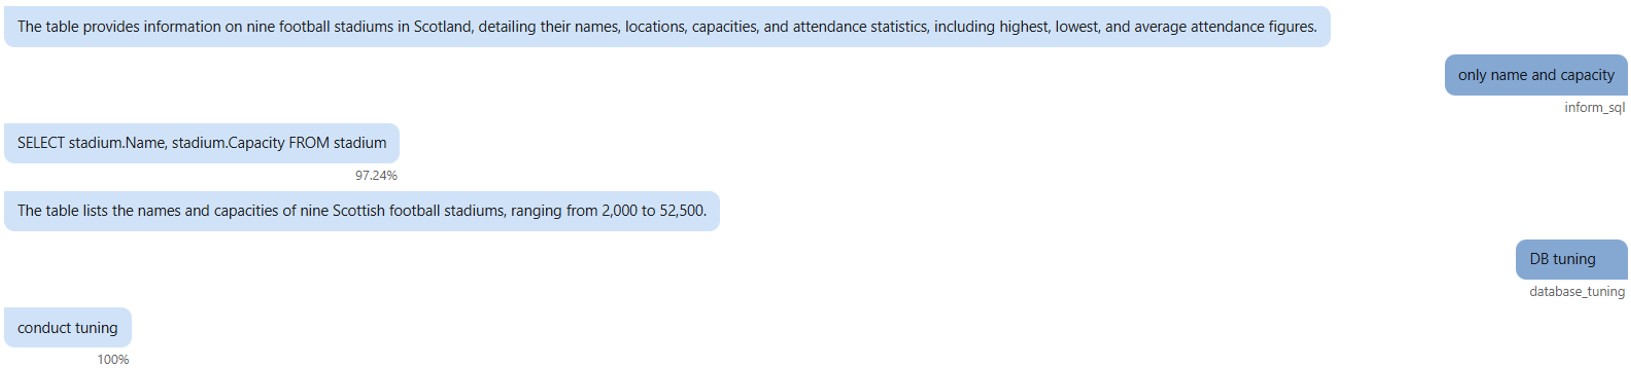 The table provides information on nine football stadiums in Scotland, detailing their names, locations, capacities, and attendance statistics, including highest, lowest, and average attendance figures.
only name and capacity
inform_sql
SELECT stadium.Name, stadium.Capacity FROM stadium
97.24%
The table lists the names and capacities of nine Scottish football stadiums, ranging from 2,000 to 52,500.
DB tuning
database_tuning
conduct tuning
100%